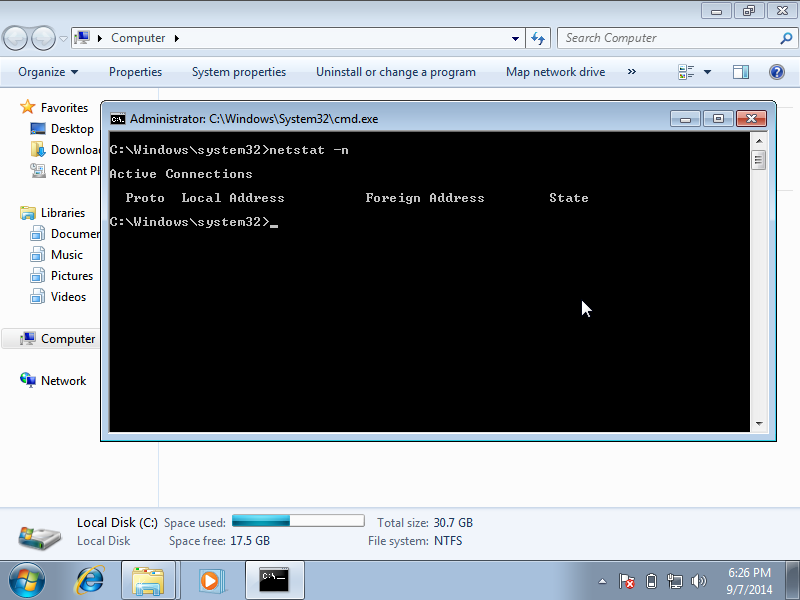 Computer
Search Computer
Organize
Properties
System properties
Uninstall or change a program
Map network drive
»
Favorites
Desktop
Recent Pl
Libraries
Documen
Music
Pictures
Videos
Computer
Network
Administrator: C:\Windows\System32\cmd.exe
C:\Windows\system32>netstat -n
Active Connections
Proto Local Address Foreign Address State
C:\Windows\system32>_
Local Disk (C:) Space used: Total size: 30.7 GB
Local Disk Space free: 17.5 GB File system: NTFS
6:26 PM
9/7/2014